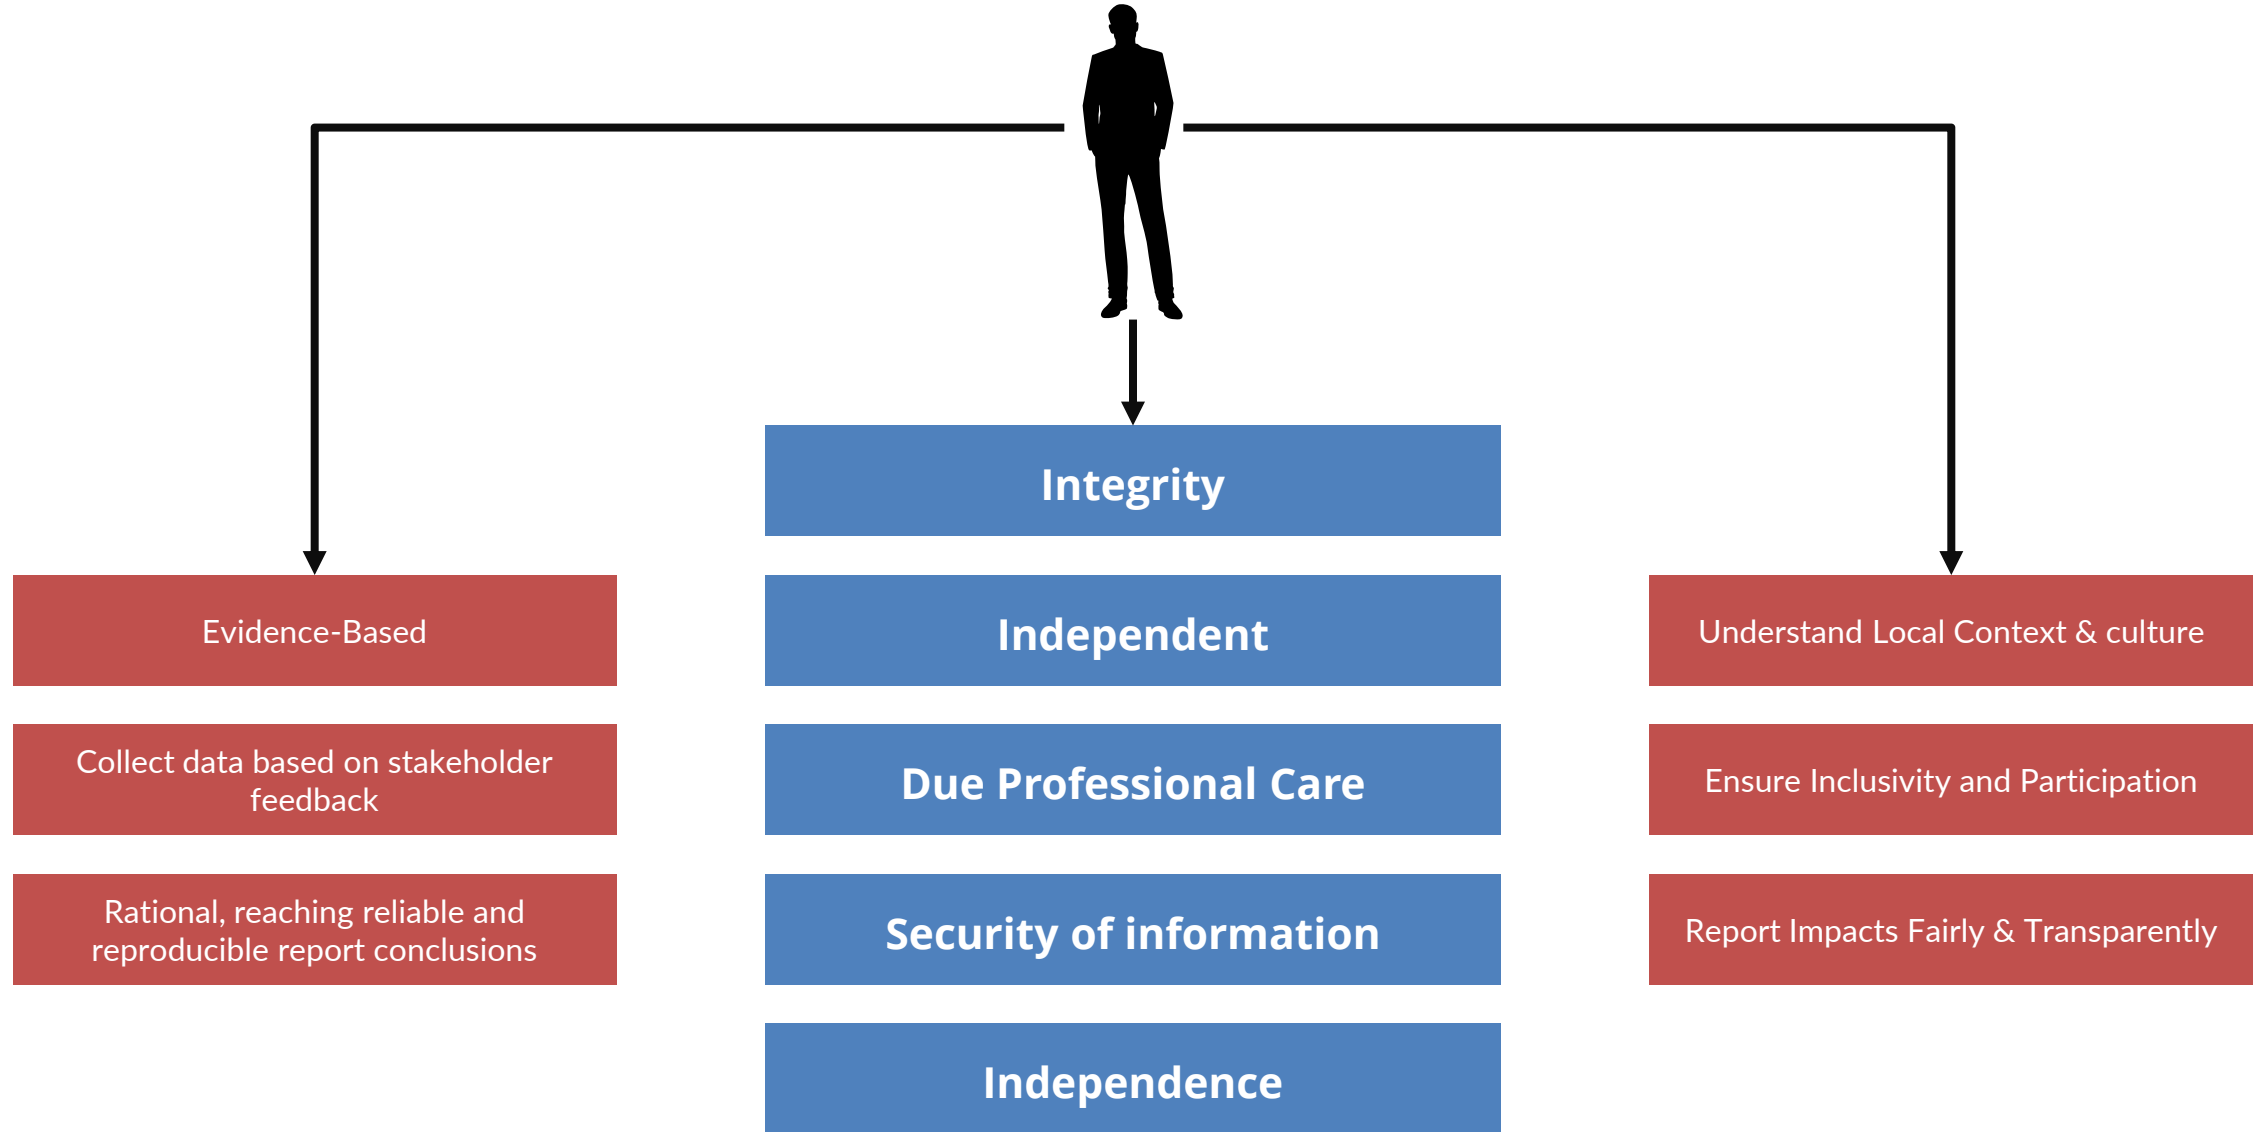 Integrity
Evidence-Based
Independent
Understand Local Context & culture
Collect data based on stakeholder
feedback
Due Professional Care
Ensure Inclusivity and Participation
Rational, reaching reliable and
reproducible report conclusions
Security of information
Report Impacts Fairly & Transparently
Independence